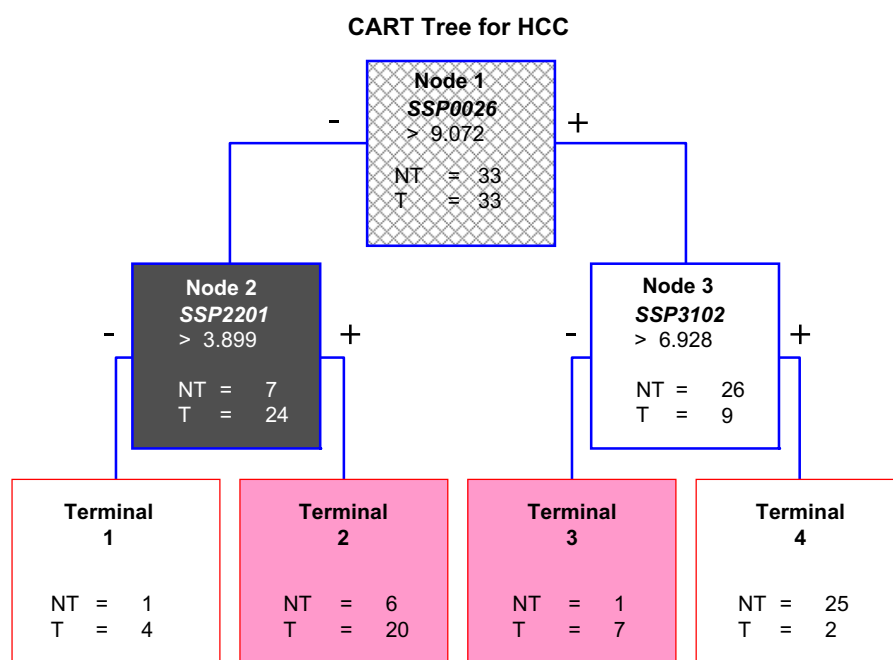 CART Tree for HCC
Node 1
SSP0026
> 9.072
- +
NT = 33
T = 33
Node 2
SSP2201
> 3.899
- +
NT = 7
T = 24
Node 3
SSP3102
> 6.928
- +
NT = 26
T = 9
Terminal
1
NT = 1
T = 4
Terminal
2
NT = 6
T = 20
Terminal
3
NT = 1
T = 7
Terminal
4
NT = 25
T = 2